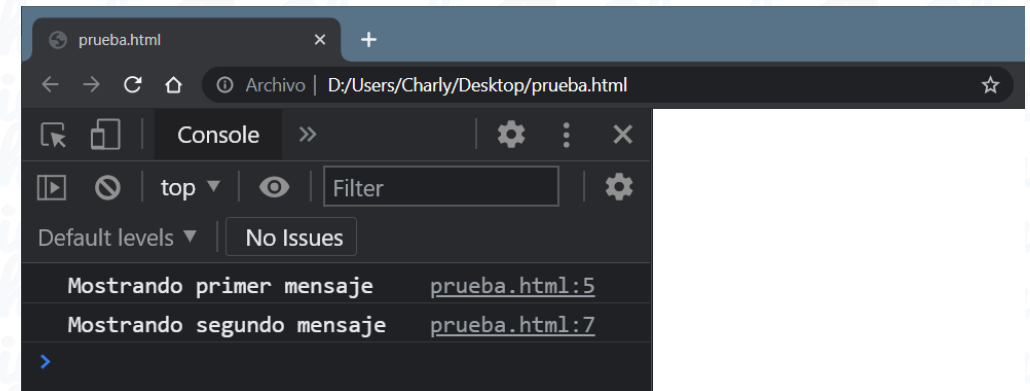 prueba.html
Archivo | D:/Users/Charly/Desktop/prueba.html
Console
top Filter
Default levels No Issues
Mostrando primer mensaje prueba.html:5
Mostrando segundo mensaje prueba.html:7